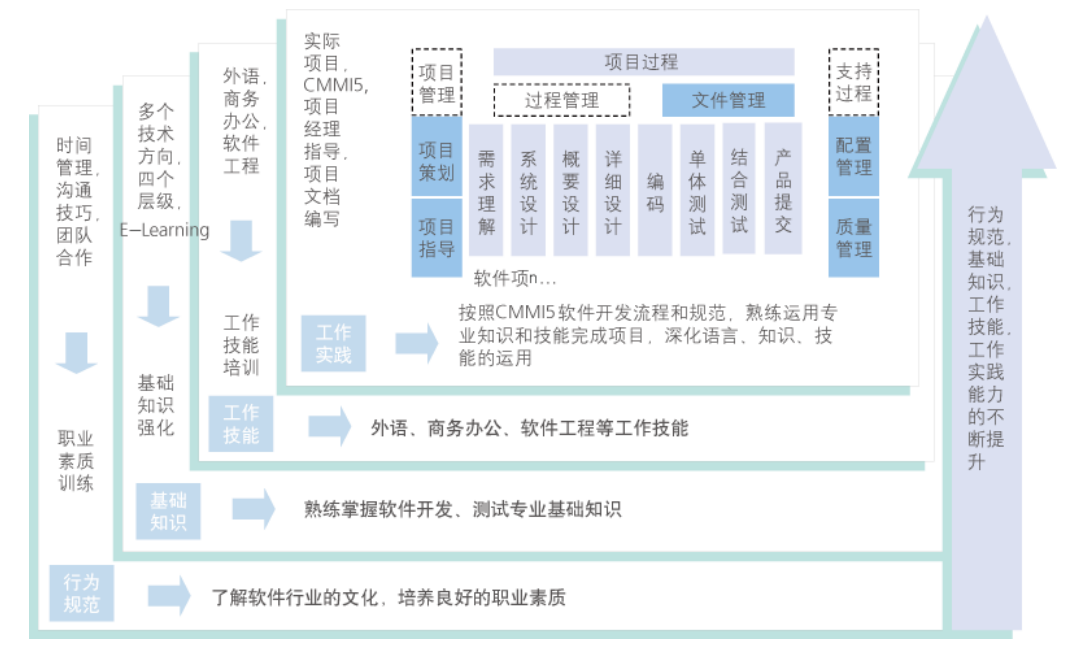 时间
管理,
沟通
技巧,
团队
合作
职业
素质
训练
行为
规范
了解软件行业的文化，培养良好的职业素质
多个
技术
方向,
四个
层级,
E-Learning
基础
知识
强化
基础
知识
熟练掌握软件开发、测试专业基础知识
外语,
商务
办公,
软件
工程
工作
技能
培训
工作
技能
外语、商务办公、软件工程等工作技能
实际
项目,
CMMI5,
项目
经理
指导,
项目
文档
编写
工作
实践
项目
管理
项目
策划
项目
指导
项目过程
过程管理
文件管理
需求理解
系统设计
概要设计
详细设计
编码
单体测试
结合测试
产品提交
支持
过程
配置
管理
质量
管理
软件项n...
按照CMMI5软件开发流程和规范，熟练运用专
业知识和技能完成项目，深化语言、知识、技
能的运用
行为
规范,
基础
知识,
工作
技能,
工作
实践
能力
的不
断提
升